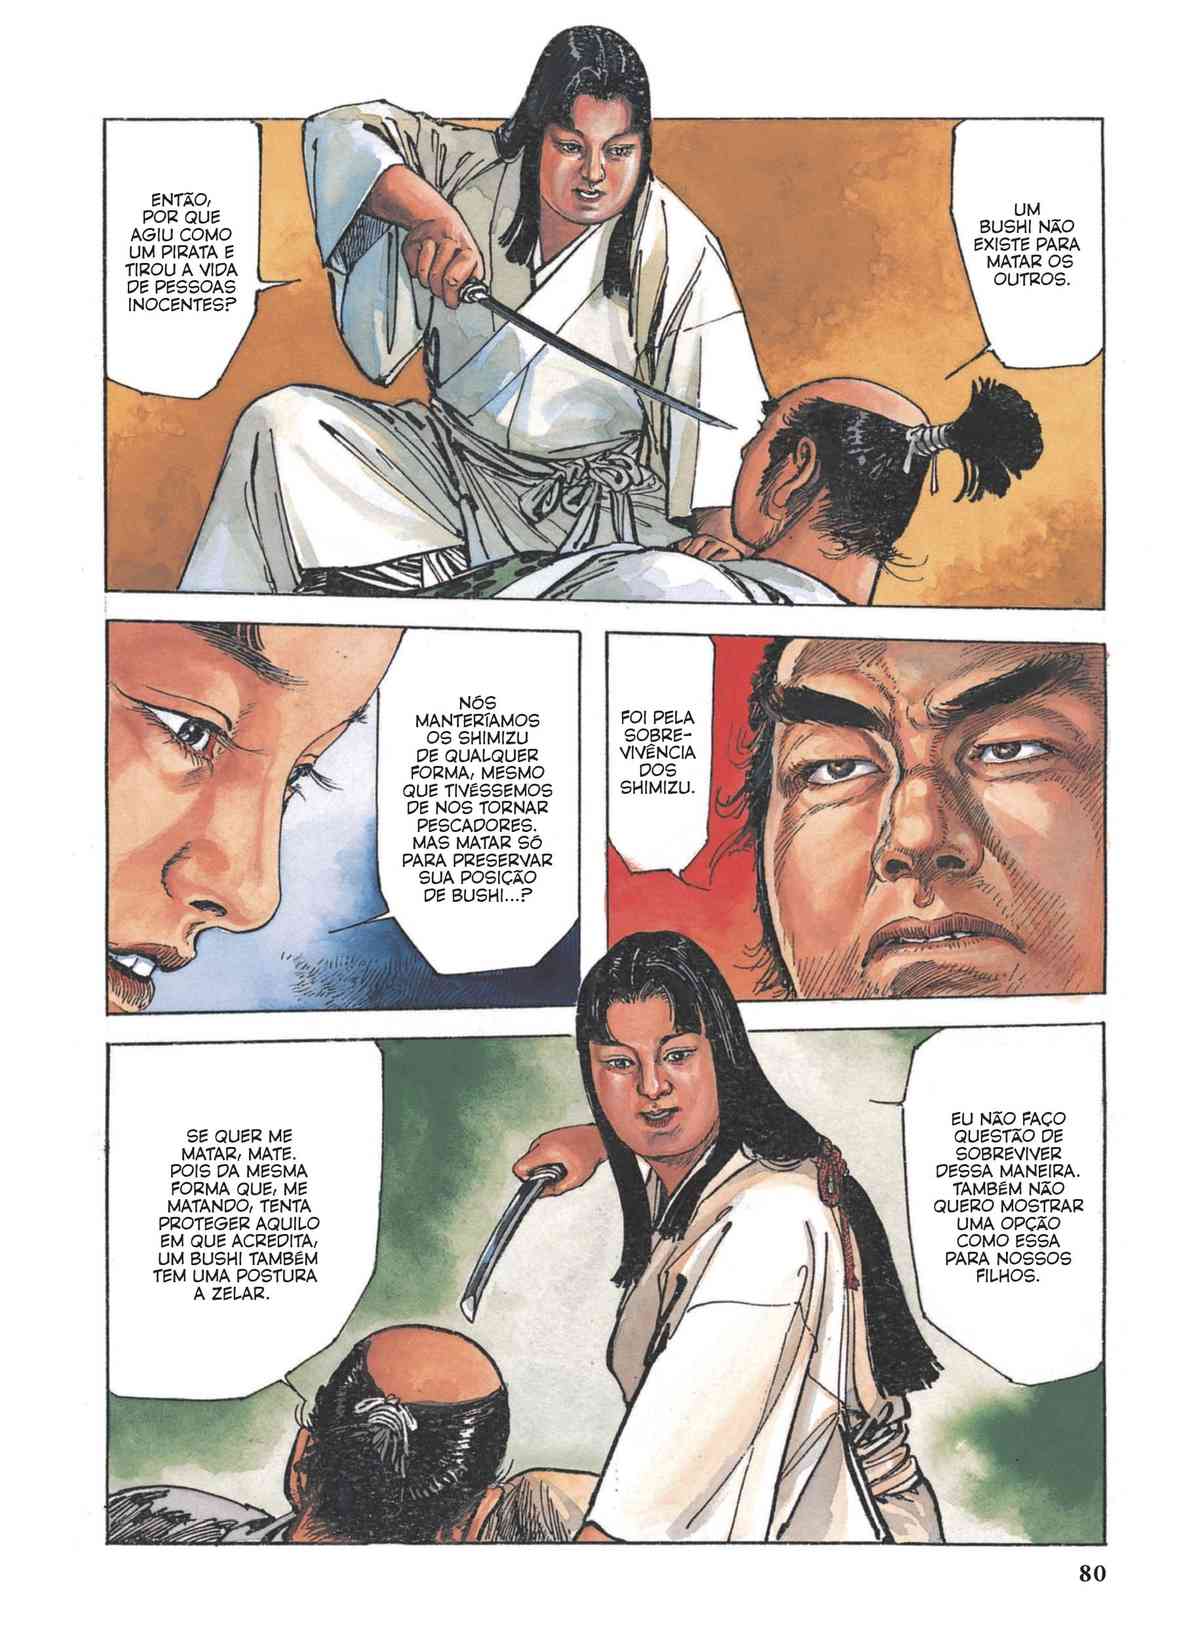 UM
BUSHI NÃO
EXISTE PARA
MATAR OS
OUTROS.
ENTÃO,
POR QUE
AGIU COMO
UM PIRATA E
TIROU A VIDA
DE PESSOAS
INOCENTES?
FOI PELA
SOBRE-
VIVÊNCIA
DOS
SHIMIZU.
NÓS
MANTERÍAMOS
OS SHIMIZU
DE QUALQUER
FORMA, MESMO
QUE TIVÉSSEMOS
DE NOS TORNAR
PESCADORES.
MAS MATAR SÓ
PARA PRESERVAR
SUA POSIÇÃO
DE BUSHI...?
EU NÃO FAÇO
QUESTÃO DE
SOBREVIVER
DESSA MANEIRA.
TAMBÉM NÃO
QUERO MOSTRAR
UMA OPÇÃO
COMO ESSA
PARA NOSSOS
FILHOS.
SE QUER ME
MATAR, MATE.
POIS DA MESMA
FORMA QUE, ME
MATANDO, TENTA
PROTEGER AQUILO
EM QUE ACREDITA,
UM BUSHI TAMBÉM
TEM UMA POSTURA
A ZELAR.
80